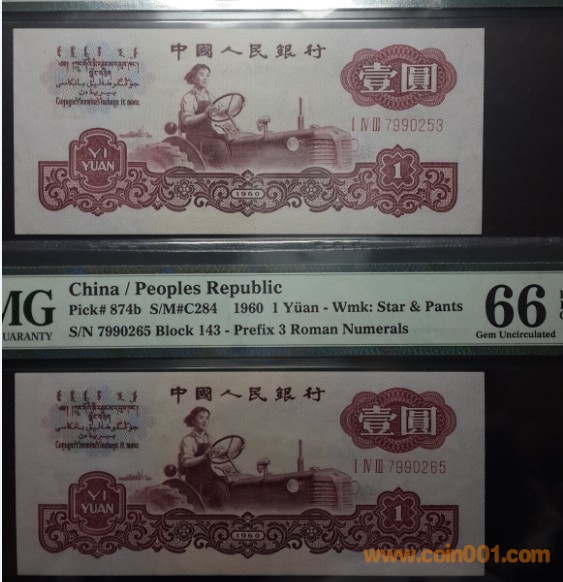 中國人民銀行
壹圓
I IV III 7990253
YI
YUAN
1
1960
MG
GUARANTY
China / Peoples Republic
Pick# 874b S/M#C284 1960 1 Yüan - Wmk: Star & Pants
S/N 7990265 Block 143 - Prefix 3 Roman Numerals
66
Gem Uncirculated
中國人民銀行
壹圓
I IV III 7990265
YI
YUAN
1
1960
www.coin001.com